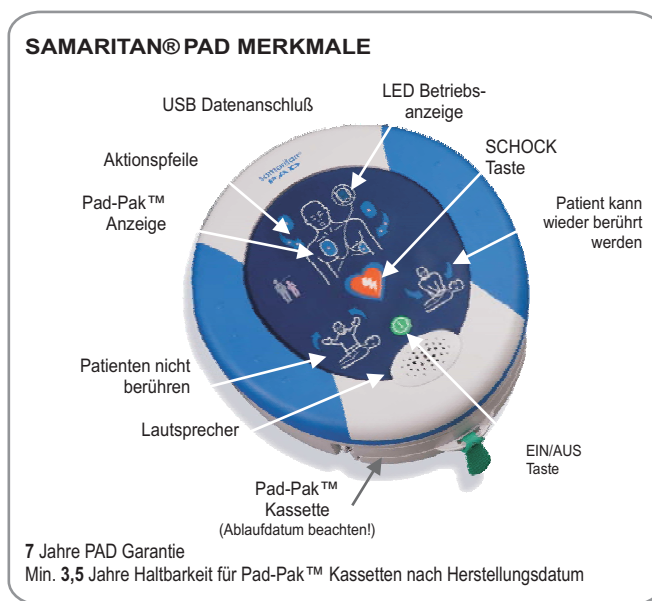 SAMARITAN® PAD MERKMALE
USB Datenanschluß
LED Betriebs-
anzeige
SCHOCK
Taste
Aktionspfeile
Pad-Pak™
Anzeige
Patient kann
wieder berührt
werden
samaritan
PAD
Patienten nicht
berühren
Lautsprecher
EIN/AUS
Taste
Pad-Pak™
Kassette
(Ablaufdatum beachten!)
7 Jahre PAD Garantie
Min. 3,5 Jahre Haltbarkeit für Pad-Pak™ Kassetten nach Herstellungsdatum